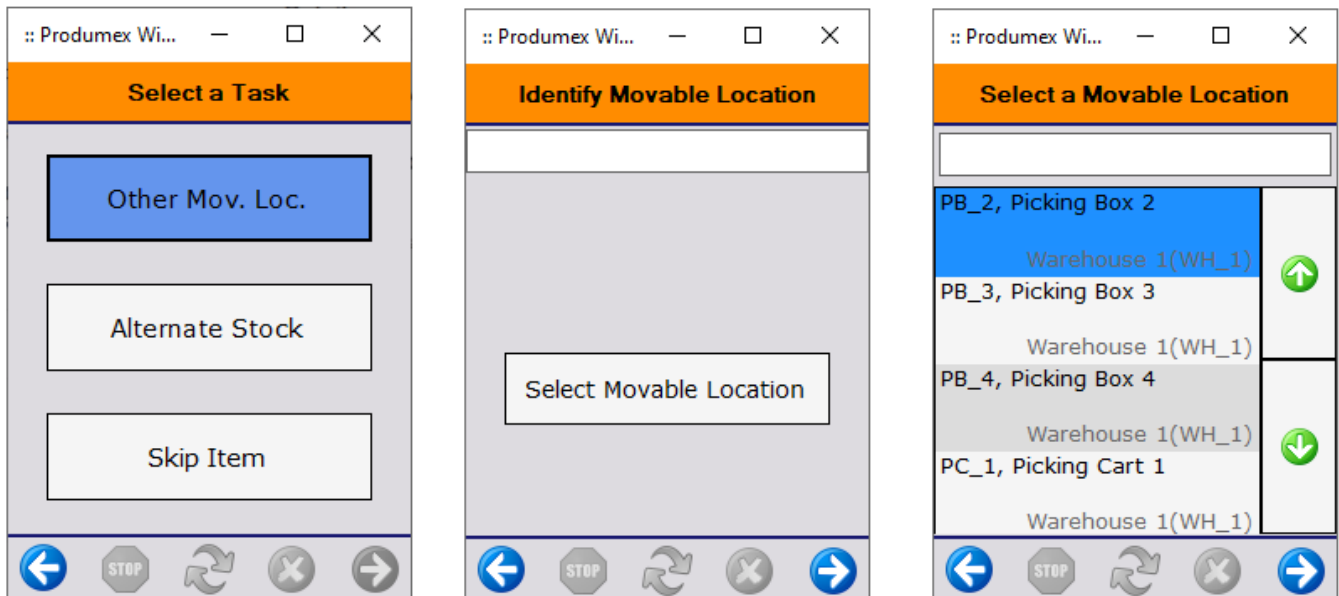 :: Produmex Wi...
Select a Task
Other Mov. Loc.
Alternate Stock
Skip Item
STOP
:: Produmex Wi...
Identify Movable Location
Select Movable Location
STOP
:: Produmex Wi...
Select a Movable Location
PB_2, Picking Box 2
Warehouse 1(WH_1)
PB_3, Picking Box 3
Warehouse 1(WH_1)
PB_4, Picking Box 4
Warehouse 1(WH_1)
PC_1, Picking Cart 1
Warehouse 1(WH_1)
STOP